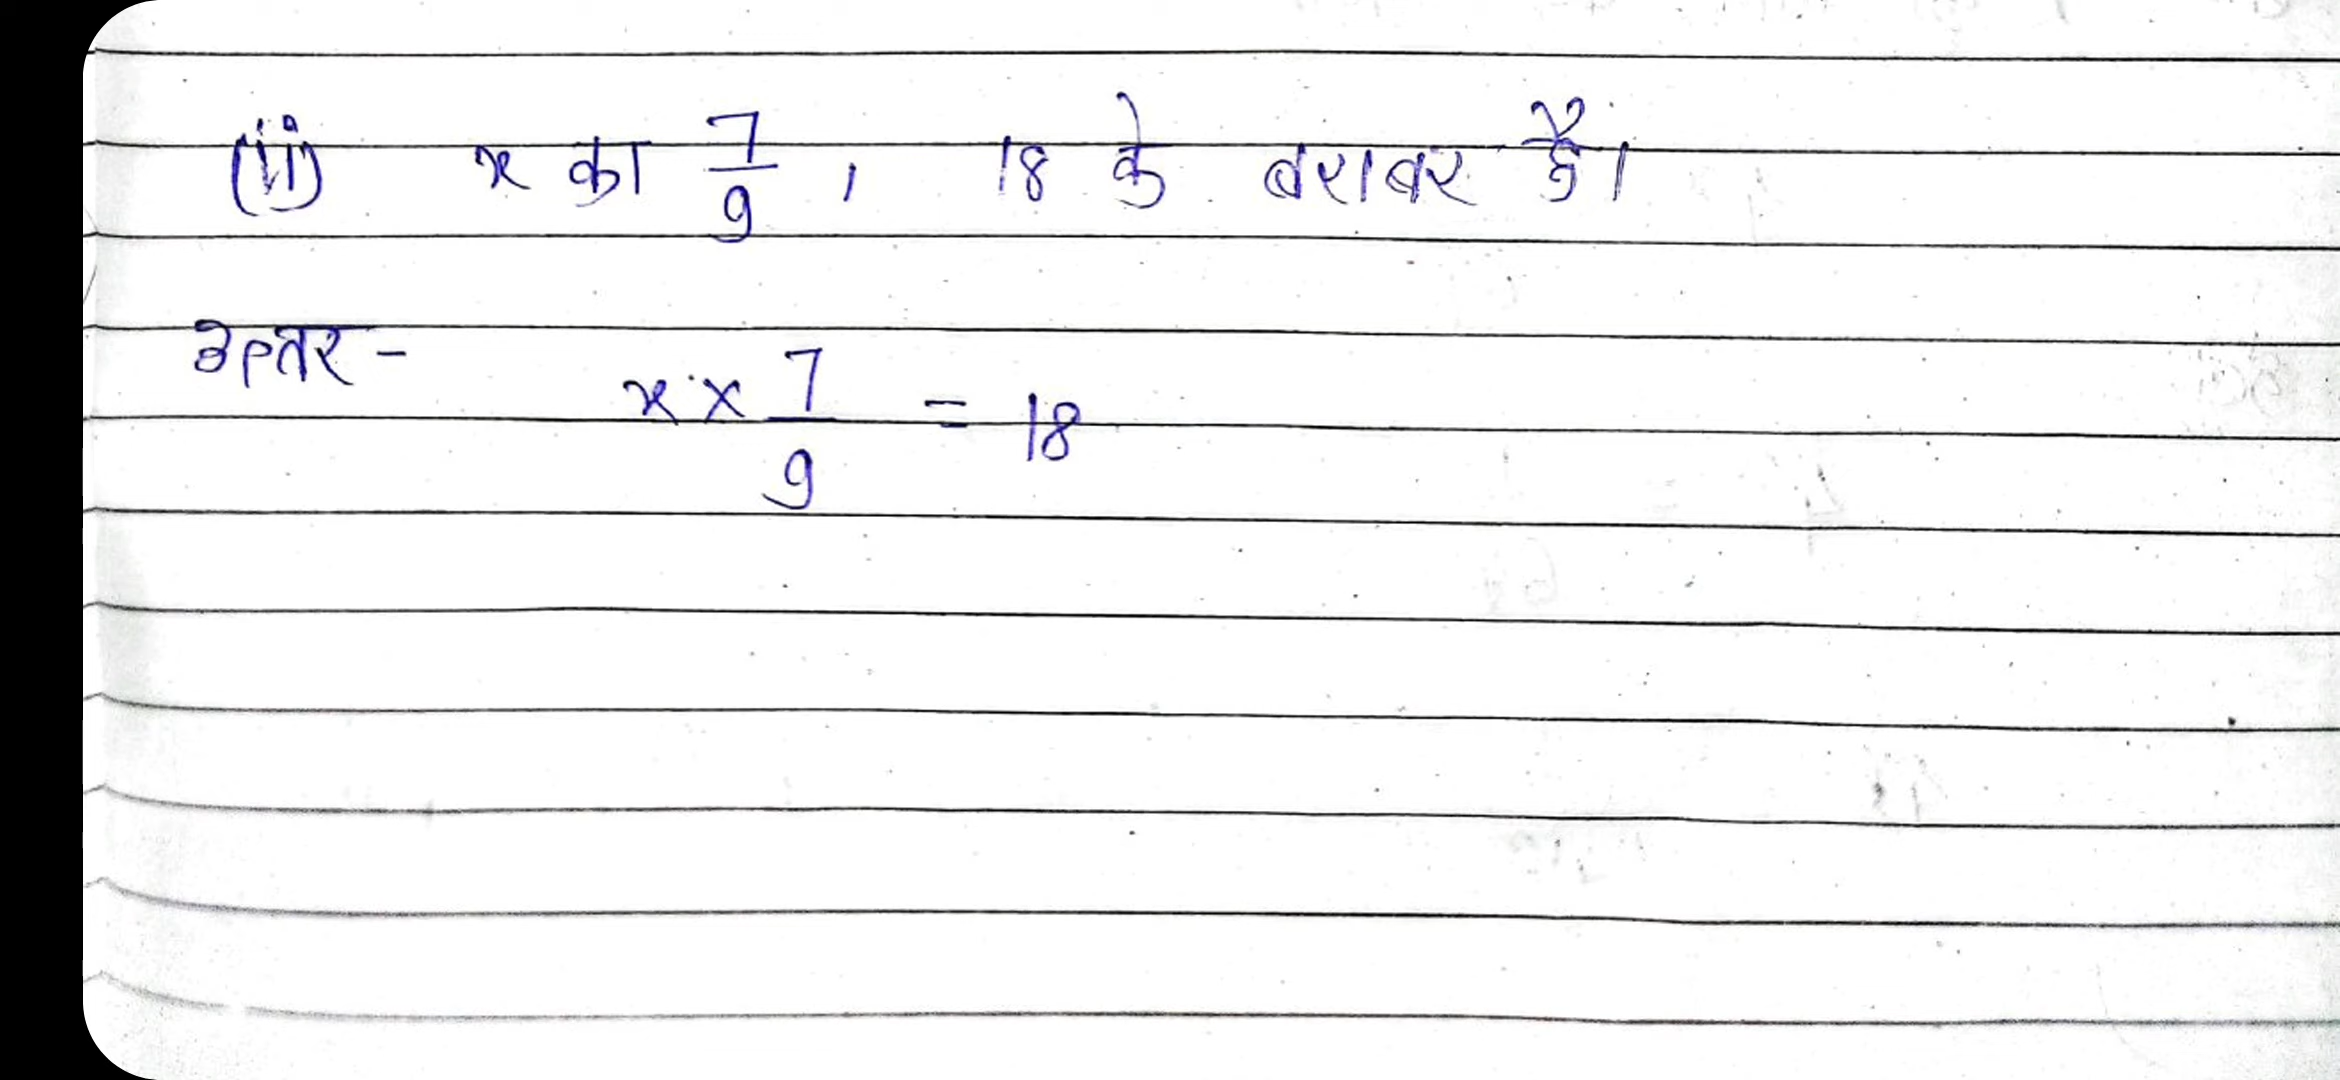 (ii) x का 7/9, 18 के बराबर है।
उत्तर -
x × 7/9 = 18